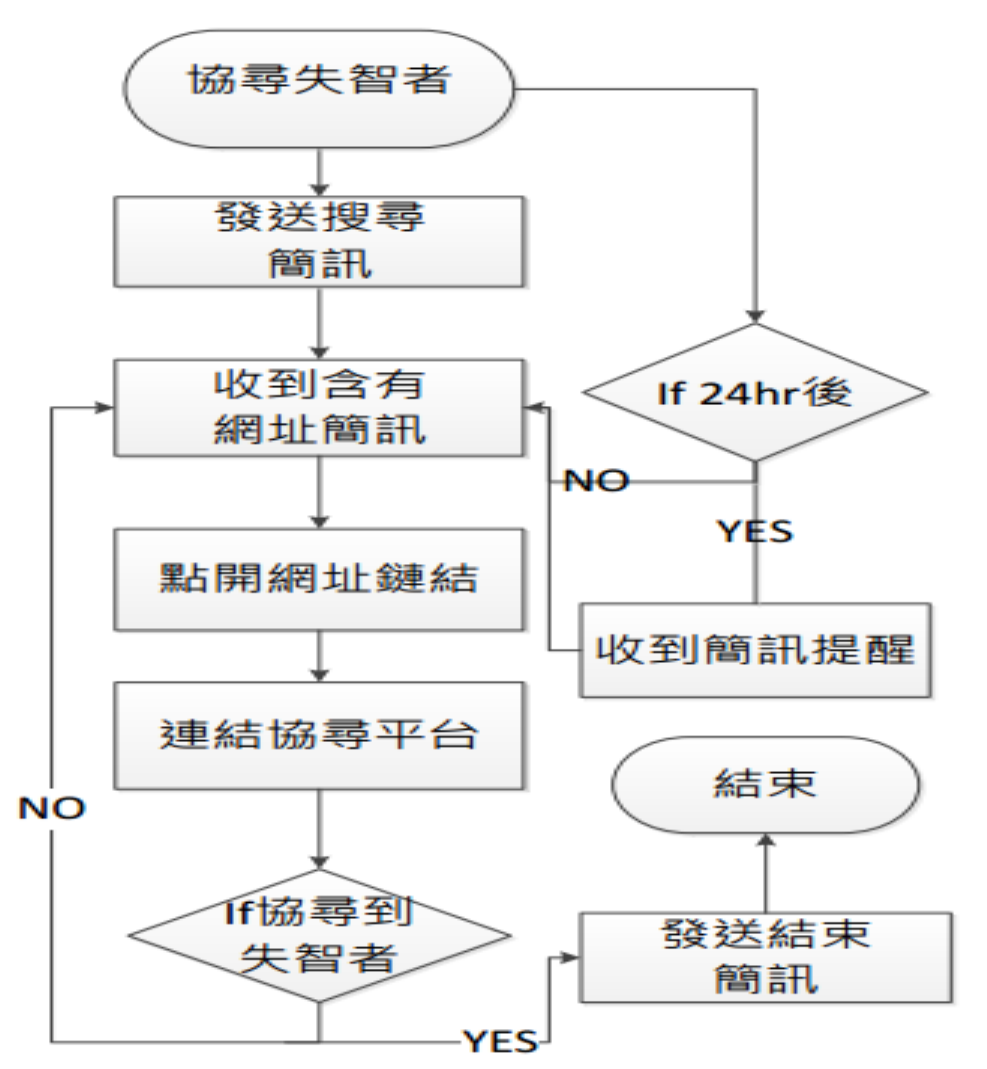 協尋失智者
發送搜尋
簡訊
收到含有
網址簡訊
If 24hr後
NO
YES
點開網址鏈結
收到簡訊提醒
連結協尋平台
結束
NO
If協尋到
失智者
發送結束
簡訊
YES